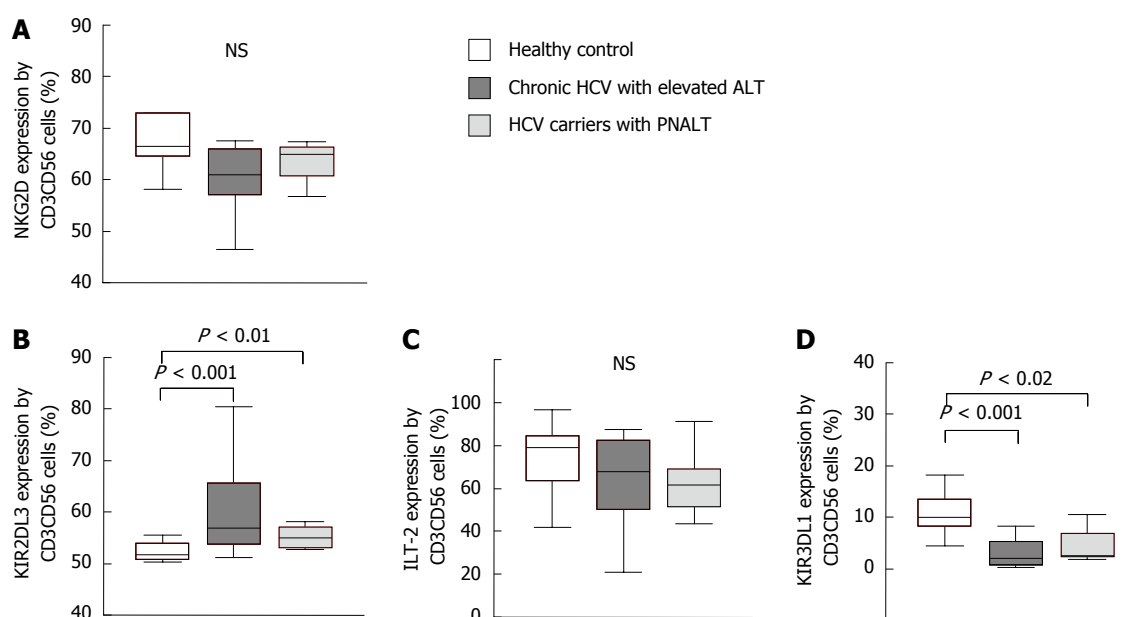 A
NKG2D expression by
CD3CD56 cells (%)
90
80
70
60
50
40
NS
Healthy control
Chronic HCV with elevated ALT
HCV carriers with PNALT
B
KIR2DL3 expression by
CD3CD56 cells (%)
90
80
70
60
50
40
P < 0.01
P < 0.001
C
ILT-2 expression by
CD3CD56 cells (%)
100
80
60
40
20
0
NS
D
KIR3DL1 expression by
CD3CD56 cells (%)
40
30
20
10
0
P < 0.02
P < 0.001